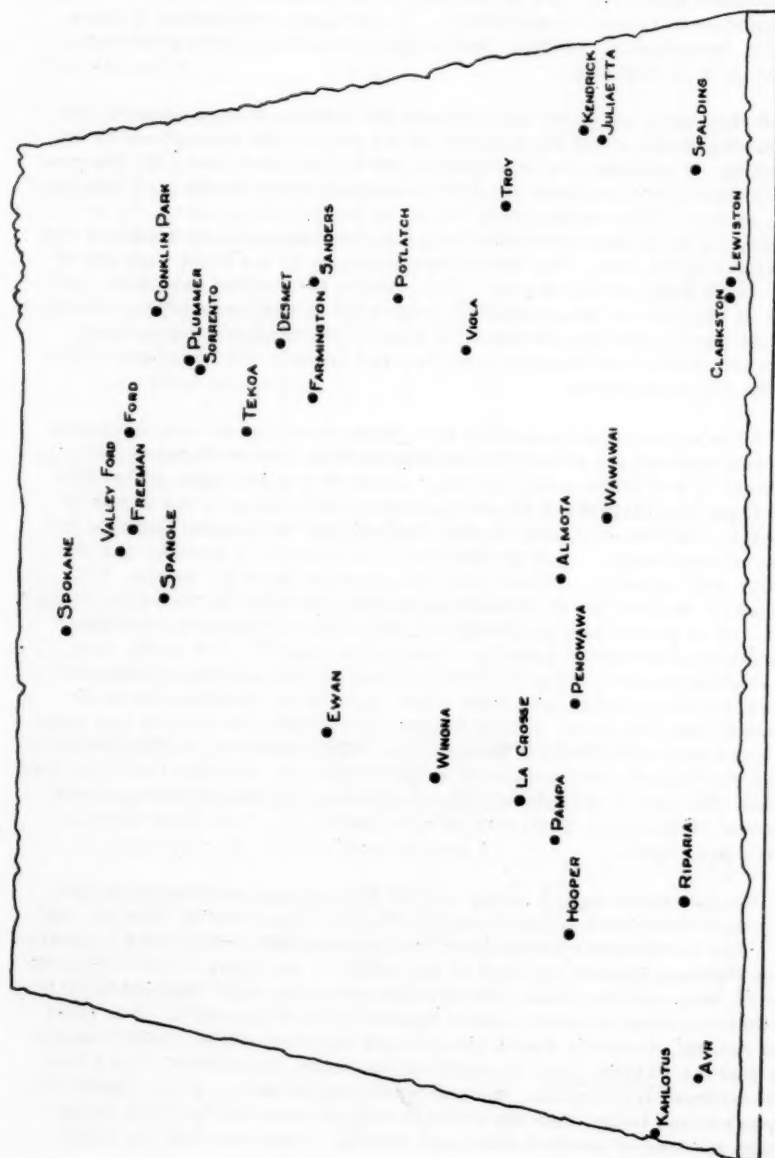 Spokane
Valley Ford
Freeman
Ford
Spangle
Conklin Park
Plummer
Sorrento
Tekoa
Desmet
Farmington
Sanders
Ewan
Potlatch
Winona
Viola
Troy
La Crosse
Pampa
Hooper
Penowawa
Almota
Wawawai
Kendrick
Juliaetta
Spalding
Kahlotus
Ayr
Riparia
Clarkston
Lewiston